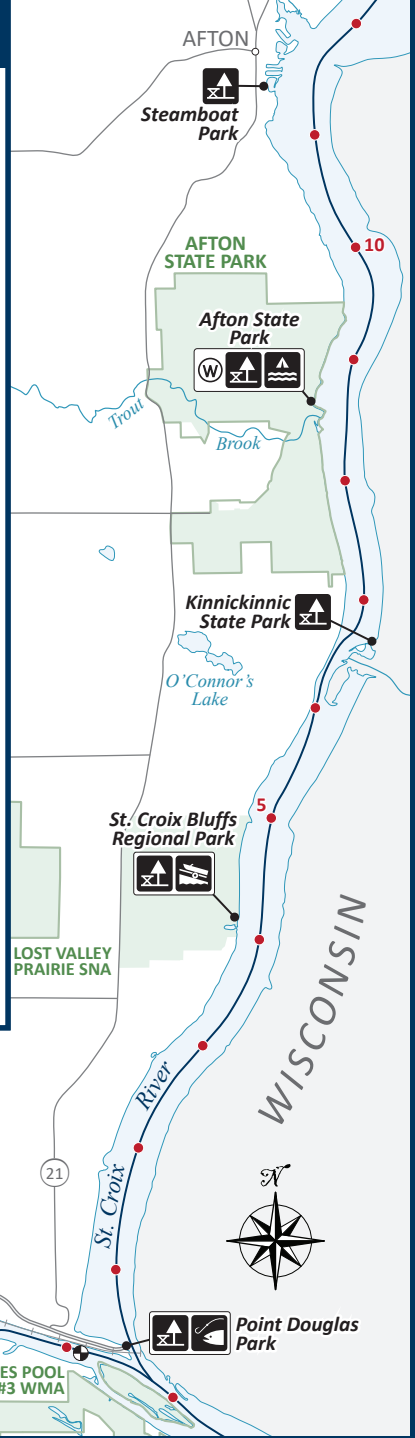 AFTON
Steamboat
Park
10
AFTON
STATE PARK
Afton State
Park
W
Trout
Brook
Kinnickinnic
State Park
O'Connor's
Lake
5
St. Croix Bluffs
Regional Park
LOST VALLEY
PRAIRIE SNA
WISCONSIN
St. Croix River
N
21
Point Douglas
Park
ES POOL
#3 WMA